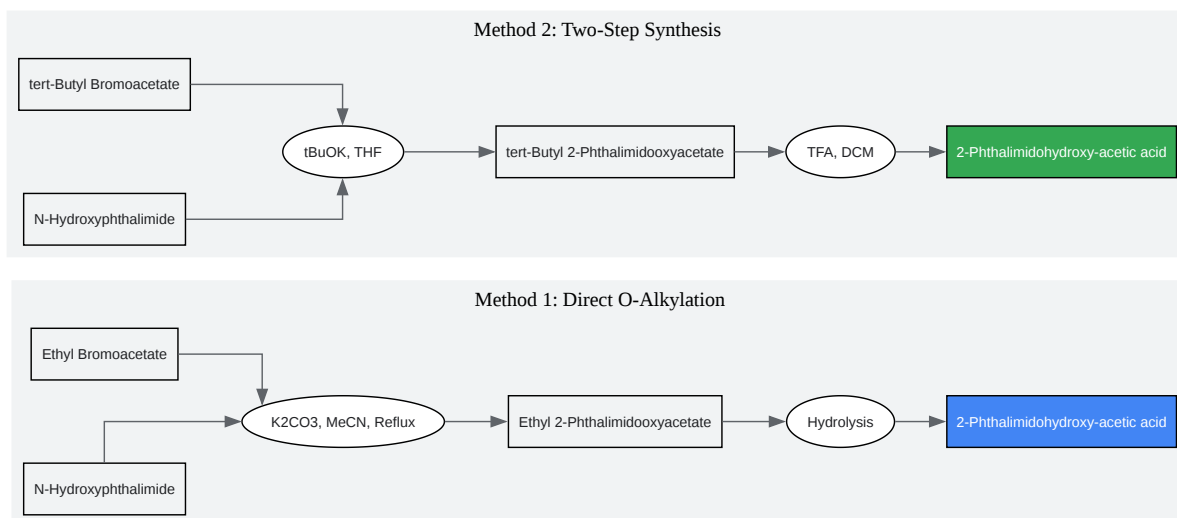 Method 2: Two-Step Synthesis
tert-Butyl Bromoacetate
tBuOK, THF
tert-Butyl 2-Phthalimidooxyacetate
TFA, DCM
2-Phthalimidohydroxy-acetic acid
N-Hydroxyphthalimide
Method 1: Direct O-Alkylation
Ethyl Bromoacetate
K2CO3, MeCN, Reflux
Ethyl 2-Phthalimidooxyacetate
Hydrolysis
2-Phthalimidohydroxy-acetic acid
N-Hydroxyphthalimide